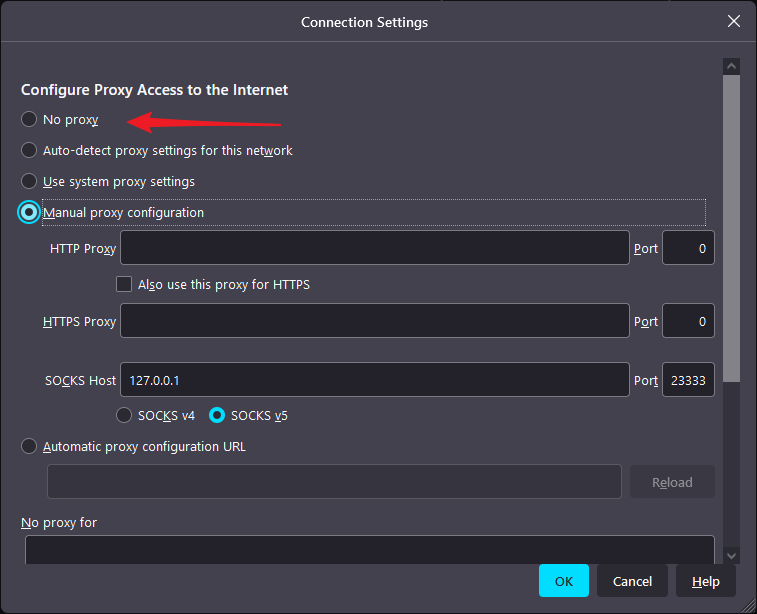 Connection Settings
Configure Proxy Access to the Internet
No proxy
Auto-detect proxy settings for this network
Use system proxy settings
Manual proxy configuration
HTTP Proxy Port 0
Also use this proxy for HTTPS
HTTPS Proxy Port 0
SOCKS Host 127.0.0.1 Port 23333
SOCKS v4 SOCKS v5
Automatic proxy configuration URL
Reload
No proxy for
OK Cancel Help